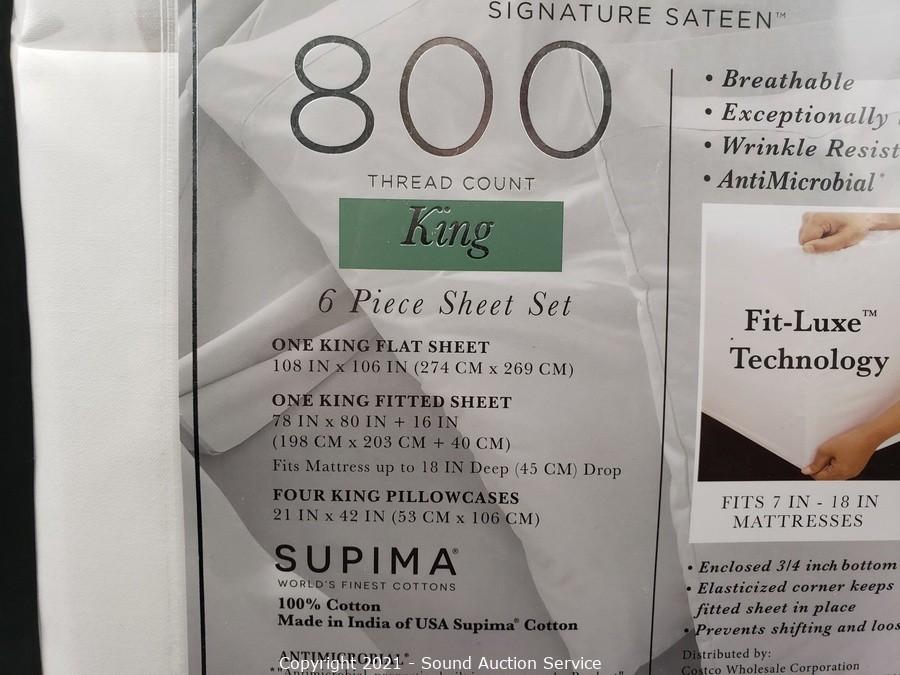 SIGNATURE SATEEN™
800
THREAD COUNT
King
6 Piece Sheet Set
ONE KING FLAT SHEET
108 IN x 106 IN (274 CM x 269 CM)
ONE KING FITTED SHEET
78 IN x 80 IN + 16 IN
(198 CM x 203 CM + 40 CM)
Fits Mattress up to 18 IN Deep (45 CM) Drop
FOUR KING PILLOWCASES
21 IN x 42 IN (53 CM x 106 CM)
SUPIMA®
WORLD'S FINEST COTTONS
100% Cotton
Made in India of USA Supima® Cotton
ANTIMICROBIAL*
• Breathable
• Exceptionally
• Wrinkle Resist
• AntiMicrobial*
Fit-Luxe™
Technology
FITS 7 IN - 18 IN
MATTRESSES
• Enclosed 3/4 inch bottom
• Elasticized corner keeps
fitted sheet in place
• Prevents shifting and loos
Distributed by:
Costco Wholesale Corporation
Copyright 2021 - Sound Auction Service